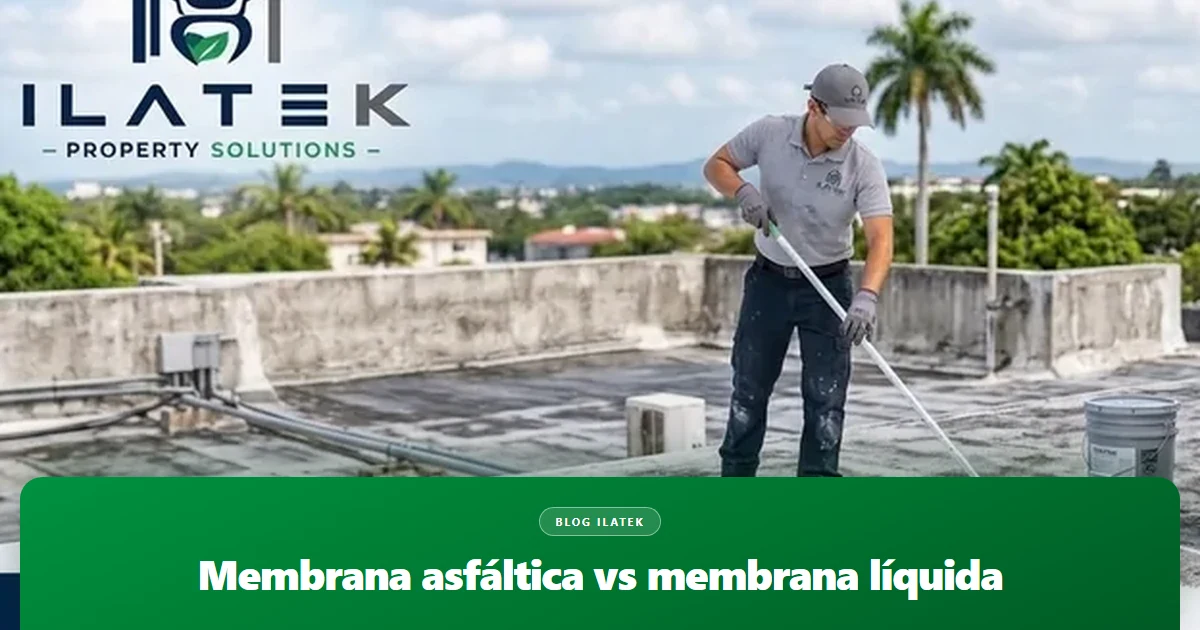 ILATEK
PROPERTY SOLUTIONS
BLOG ILATEK
Membrana asfáltica vs membrana líquida